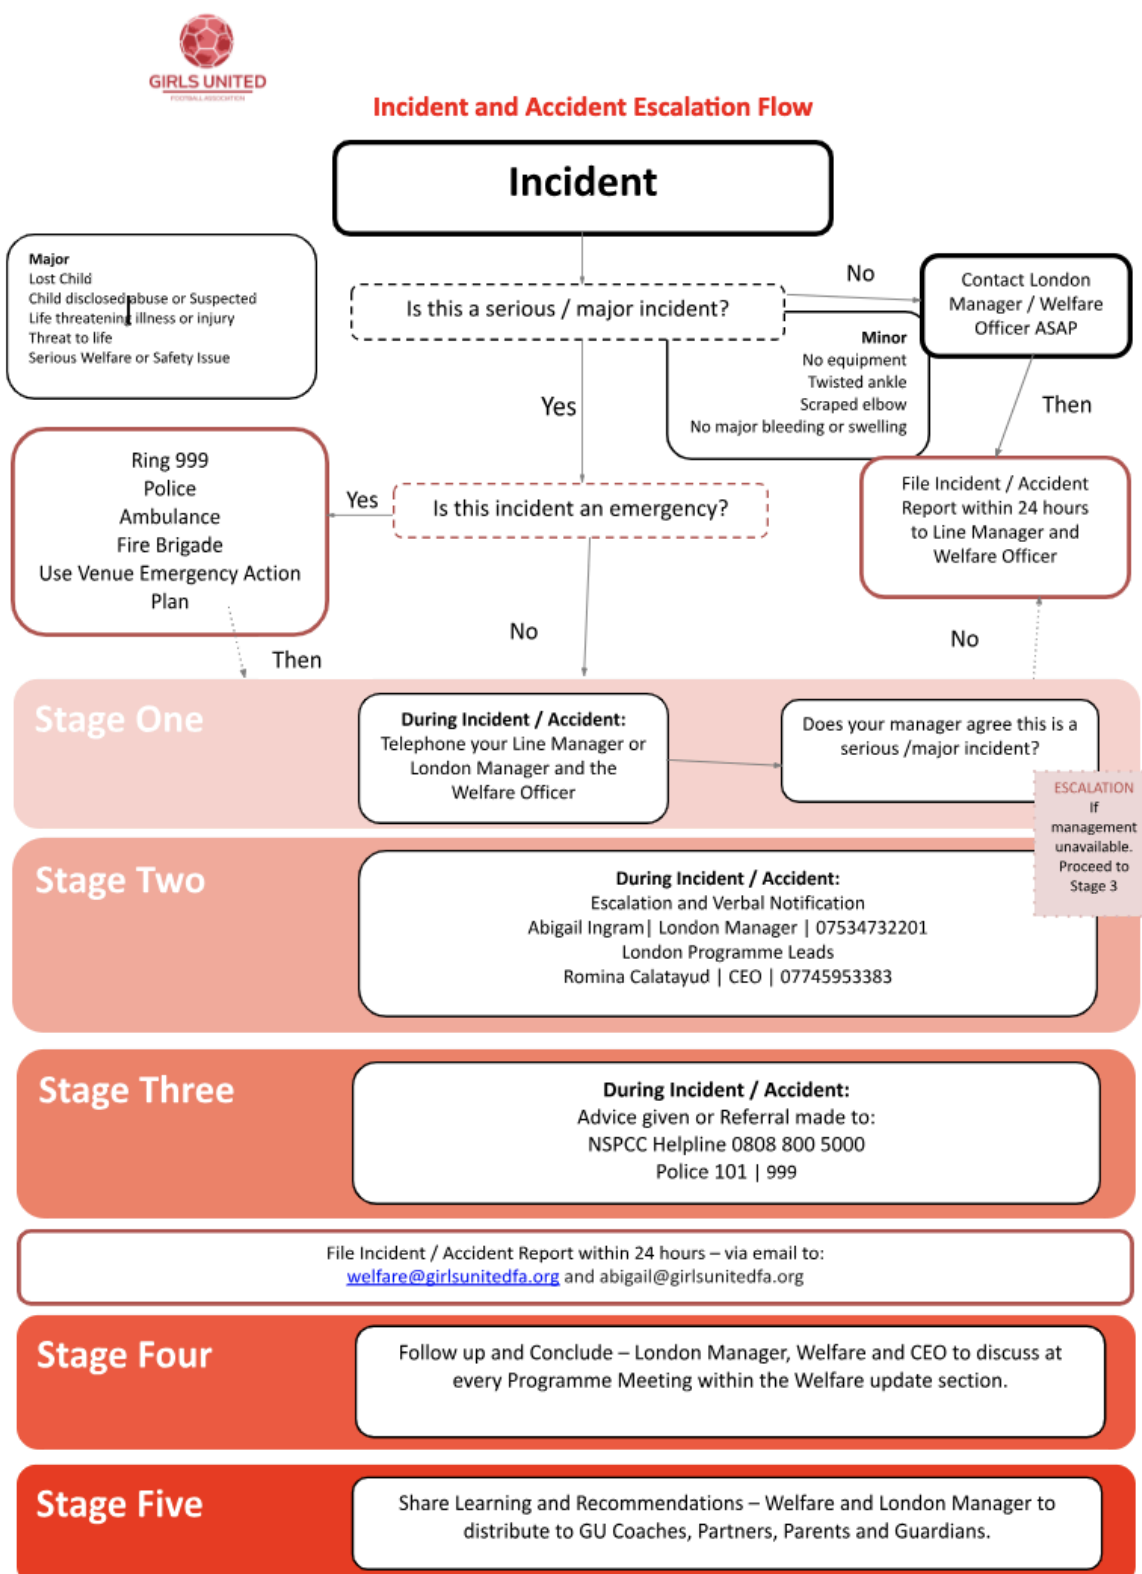 GIRLS UNITED
FOOTBALL ASSOCIATION
Incident and Accident Escalation Flow
Incident
Major
Lost Child
Child disclosed abuse or Suspected
Life threatening illness or injury
Threat to life
Serious Welfare or Safety Issue
Is this a serious / major incident?
No
Contact London
Manager / Welfare
Officer ASAP
Minor
No equipment
Twisted ankle
Scraped elbow
No major bleeding or swelling
Yes
Then
Ring 999
Police
Ambulance
Fire Brigade
Use Venue Emergency Action
Plan
Yes
Is this incident an emergency?
File Incident / Accident
Report within 24 hours
to Line Manager and
Welfare Officer
No
No
Then
Stage One
During Incident / Accident:
Telephone your Line Manager or
London Manager and the
Welfare Officer
Does your manager agree this is a
serious /major incident?
ESCALATION
If
management
unavailable.
Proceed to
Stage 3
Stage Two
During Incident / Accident:
Escalation and Verbal Notification
Abigail Ingram| London Manager | 07534732201
London Programme Leads
Romina Calatayud | CEO | 07745953383
Stage Three
During Incident / Accident:
Advice given or Referral made to:
NSPCC Helpline 0808 800 5000
Police 101 | 999
File Incident / Accident Report within 24 hours – via email to:
welfare@girlsunitedfa.org and abigail@girlsunitedfa.org
Stage Four
Follow up and Conclude – London Manager, Welfare and CEO to discuss at
every Programme Meeting within the Welfare update section.
Stage Five
Share Learning and Recommendations – Welfare and London Manager to
distribute to GU Coaches, Partners, Parents and Guardians.